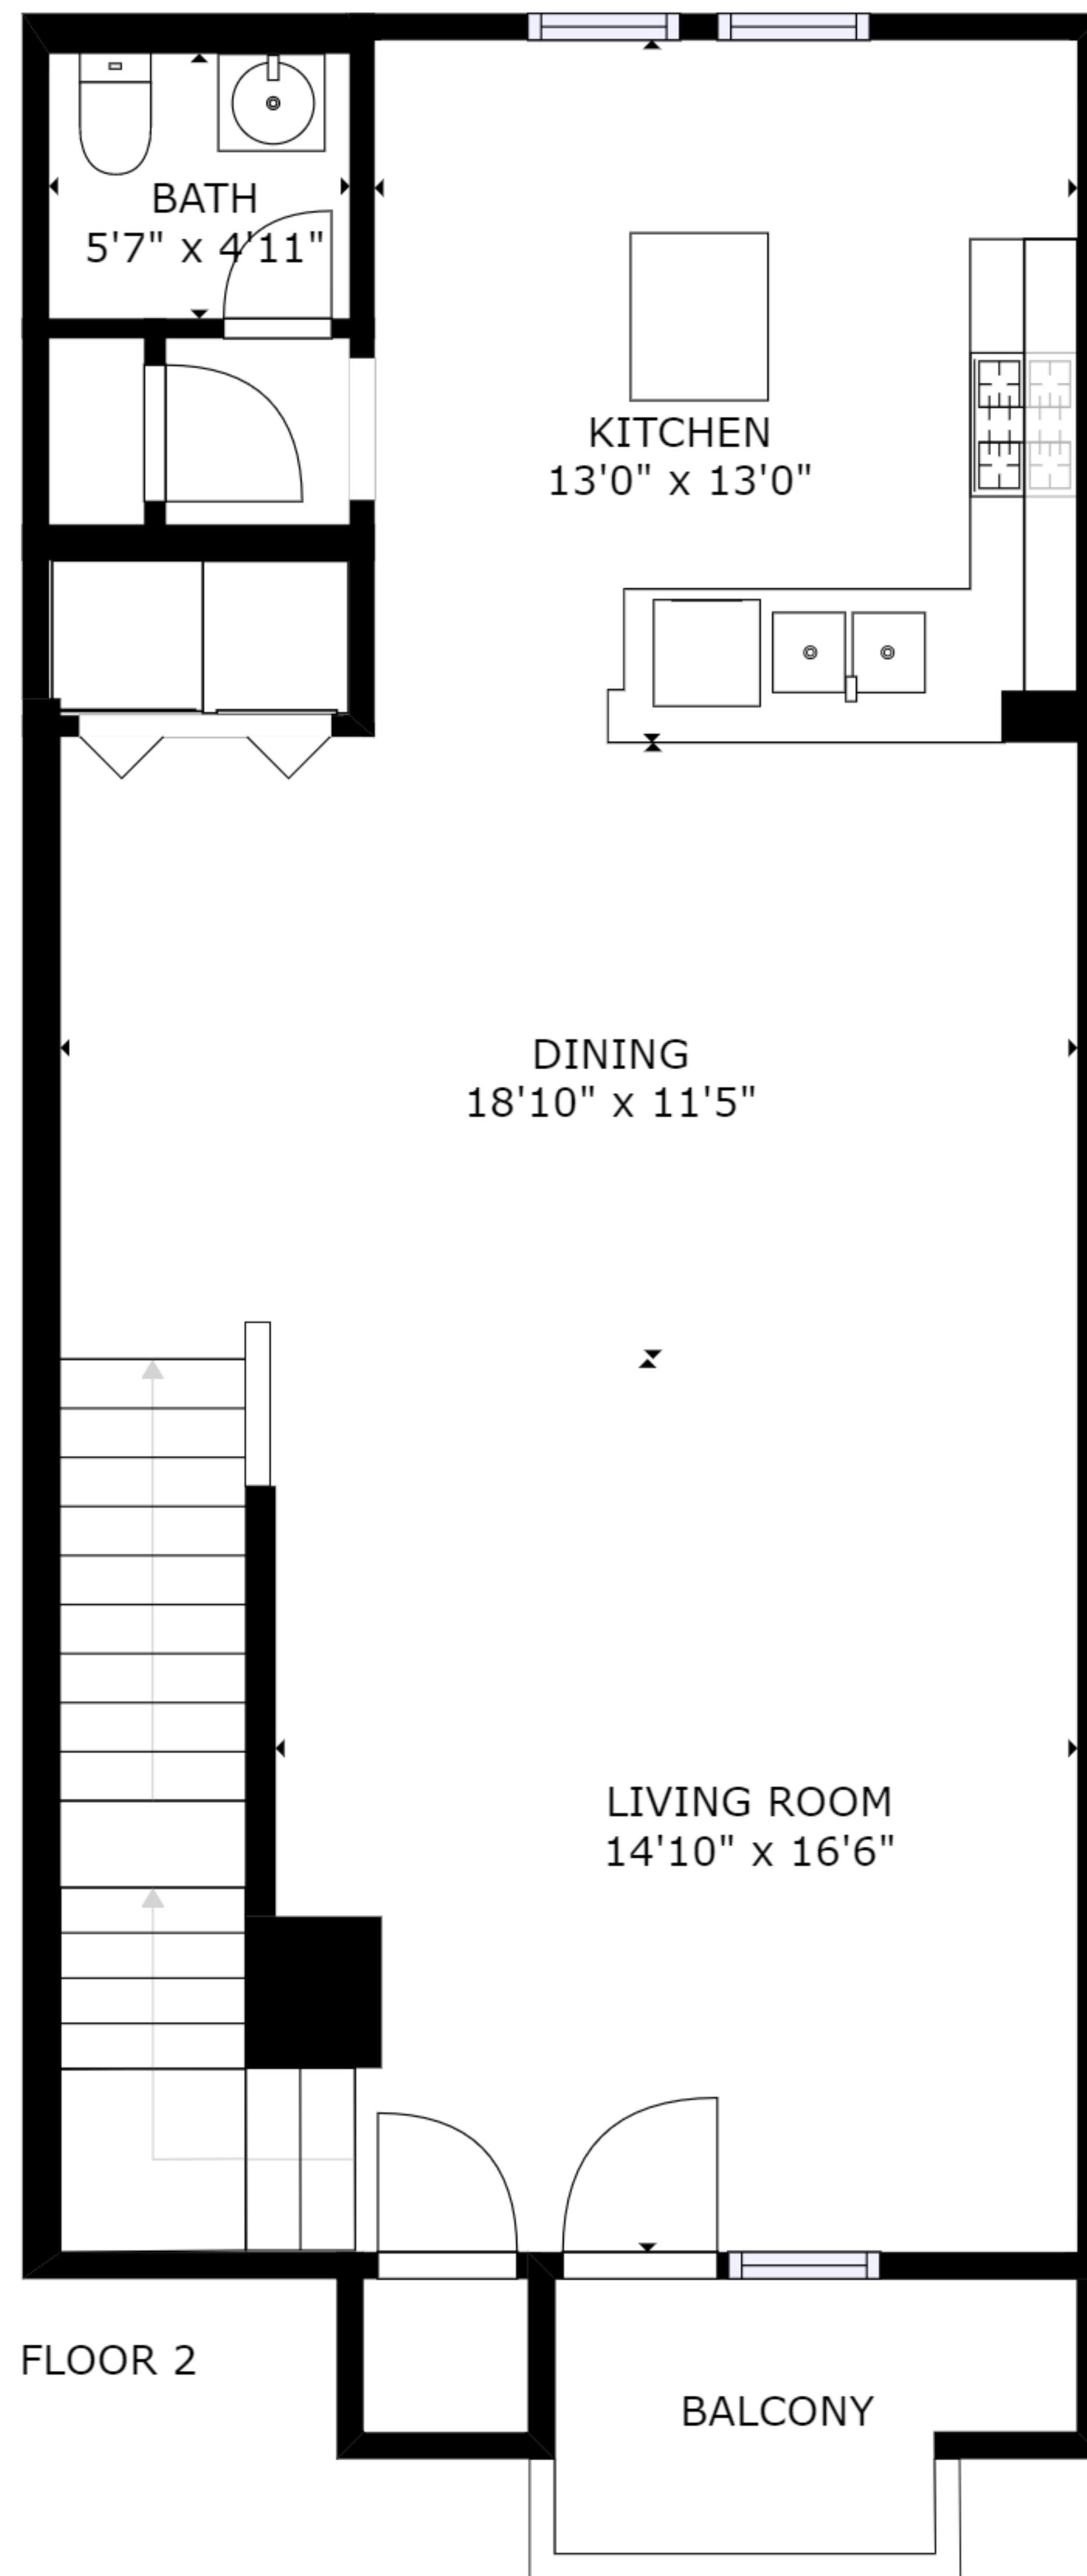 BATH
5'7" x 4'11"
KITCHEN
13'0" x 13'0"
DINING
18'10" x 11'5"
LIVING ROOM
14'10" x 16'6"
FLOOR 2
BALCONY